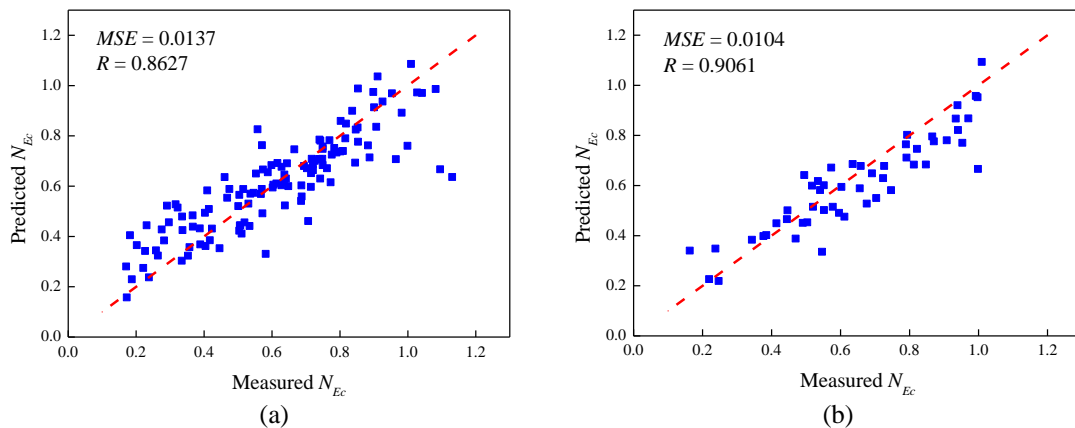 MSE = 0.0137
R = 0.8627
1.2
1.0
0.8
0.6
0.4
0.2
0.0
Predicted N_Ec
0.0 0.2 0.4 0.6 0.8 1.0 1.2
Measured N_Ec
(a)
MSE = 0.0104
R = 0.9061
1.2
1.0
0.8
0.6
0.4
0.2
0.0
Predicted N_Ec
0.0 0.2 0.4 0.6 0.8 1.0 1.2
Measured N_Ec
(b)